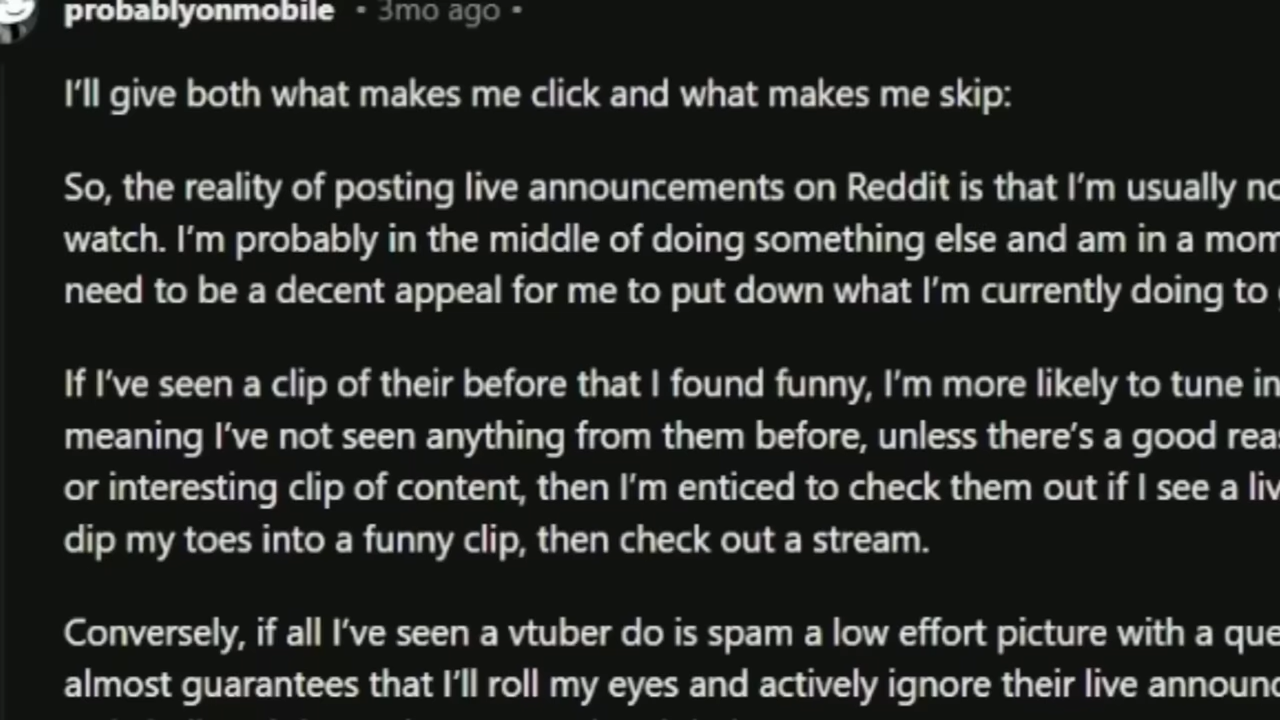 probablyonmobile • 3mo ago •
I'll give both what makes me click and what makes me skip:
So, the reality of posting live announcements on Reddit is that I'm usually
watch. I'm probably in the middle of doing something else and am in a
need to be a decent appeal for me to put down what I'm currently doing to
If I've seen a clip of their before that I found funny, I'm more likely to tune in
meaning I've not seen anything from them before, unless there's a good
or interesting clip of content, then I'm enticed to check them out if I see a
dip my toes into a funny clip, then check out a stream.
Conversely, if all I've seen a vtuber do is spam a low effort picture with a
almost guarantees that I'll roll my eyes and actively ignore their live